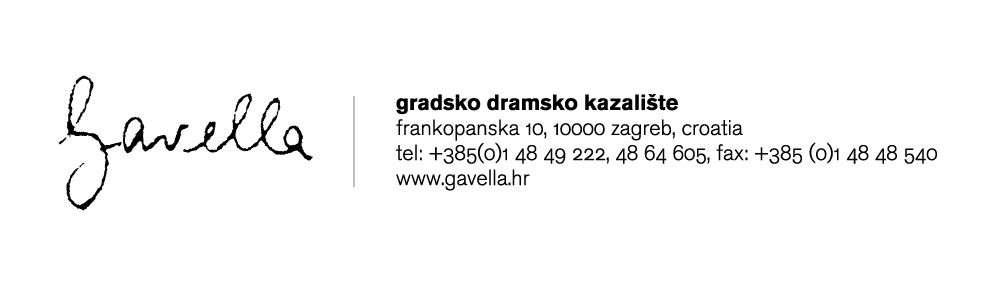 Gavella
gradsko dramsko kazalište
frankopanska 10, 10000 zagreb, croatia
tel: +385(0)1 48 49 222, 48 64 605, fax: +385 (0)1 48 48 540
www.gavella.hr